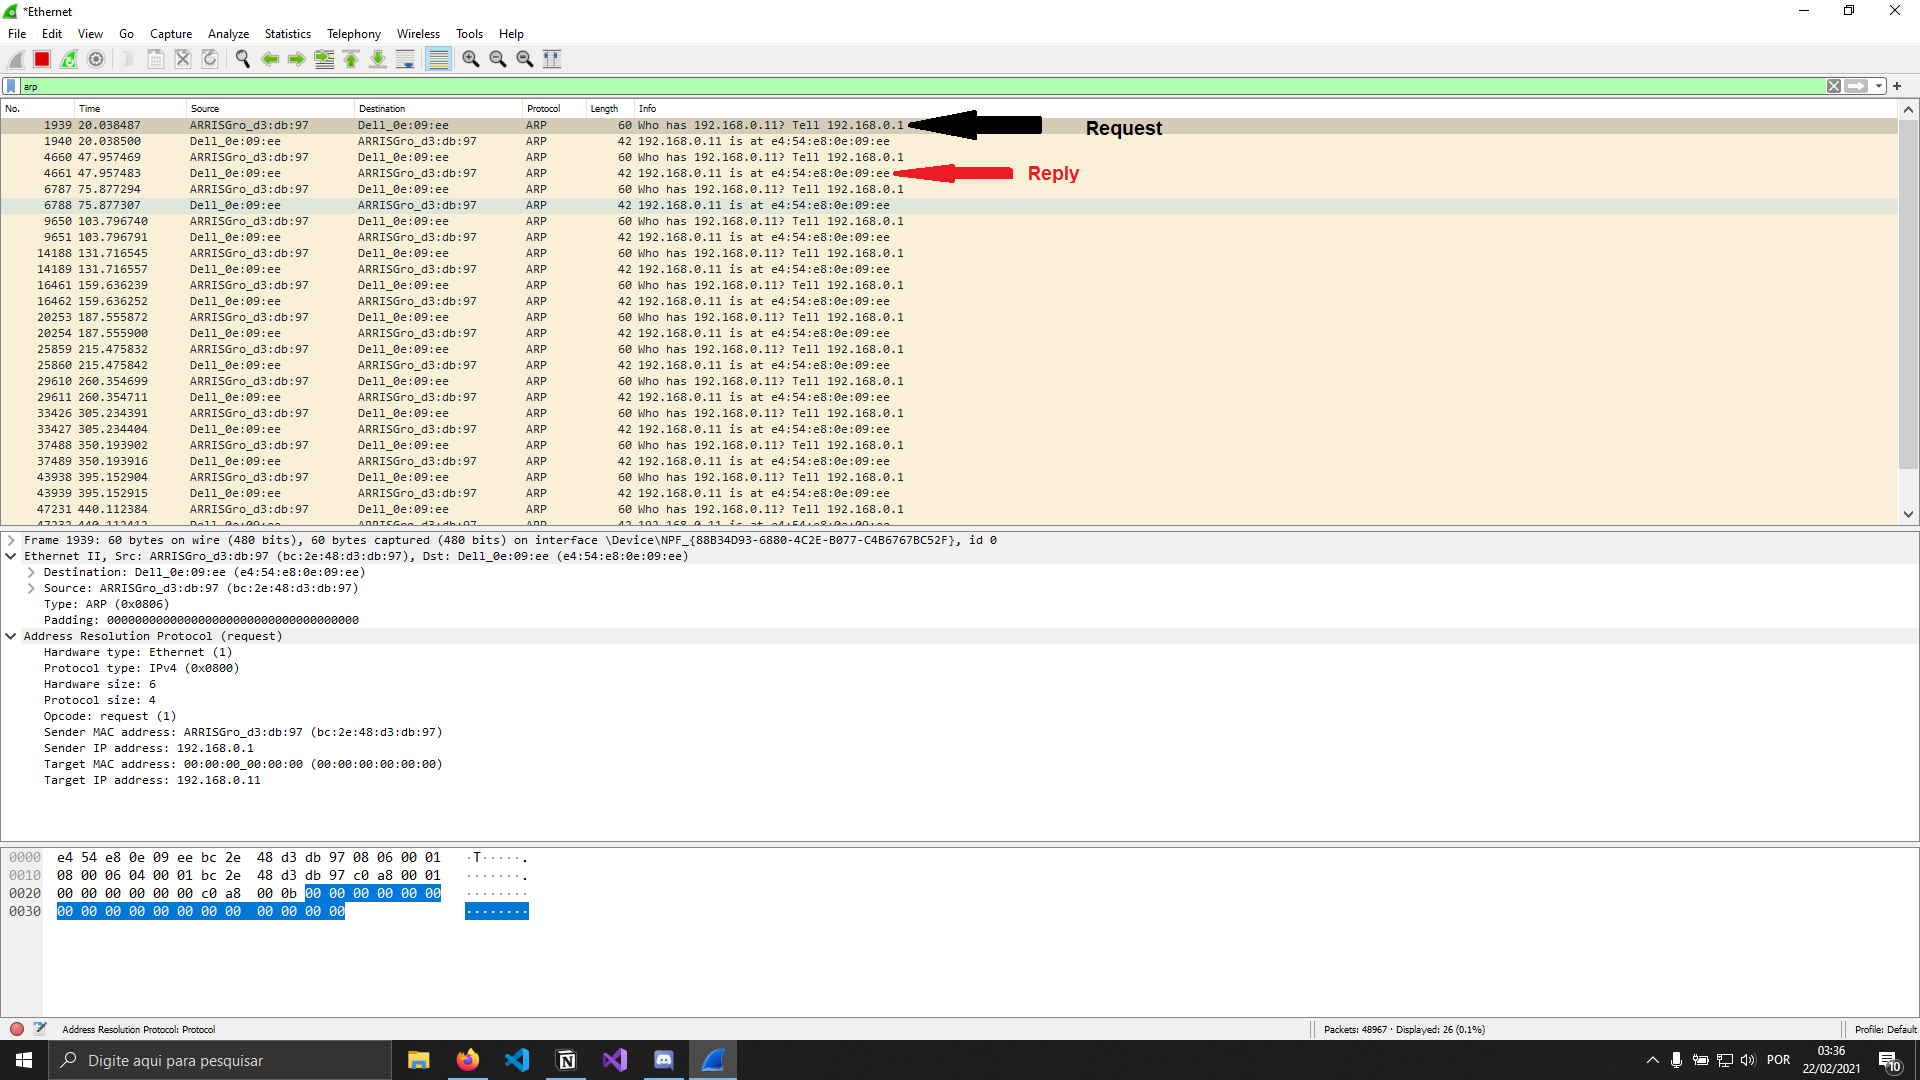 *Ethernet
File Edit View Go Capture Analyze Statistics Telephony Wireless Tools Help
arp
No. Time Source Destination Protocol Length Info
1939 20.038487 ARRISGro_d3:db:97 Dell_0e:09:ee ARP 60 Who has 192.168.0.11? Tell 192.168.0.1 Request
1940 20.038500 Dell_0e:09:ee ARRISGro_d3:db:97 ARP 42 192.168.0.11 is at e4:54:e8:0e:09:ee
4660 47.957469 ARRISGro_d3:db:97 Dell_0e:09:ee ARP 60 Who has 192.168.0.11? Tell 192.168.0.1
4661 47.957483 Dell_0e:09:ee ARRISGro_d3:db:97 ARP 42 192.168.0.11 is at e4:54:e8:0e:09:ee Reply
6787 75.877294 ARRISGro_d3:db:97 Dell_0e:09:ee ARP 60 Who has 192.168.0.11? Tell 192.168.0.1
6788 75.877307 Dell_0e:09:ee ARRISGro_d3:db:97 ARP 42 192.168.0.11 is at e4:54:e8:0e:09:ee
9650 103.796740 ARRISGro_d3:db:97 Dell_0e:09:ee ARP 60 Who has 192.168.0.11? Tell 192.168.0.1
9651 103.796791 Dell_0e:09:ee ARRISGro_d3:db:97 ARP 42 192.168.0.11 is at e4:54:e8:0e:09:ee
14188 131.716545 ARRISGro_d3:db:97 Dell_0e:09:ee ARP 60 Who has 192.168.0.11? Tell 192.168.0.1
14189 131.716557 Dell_0e:09:ee ARRISGro_d3:db:97 ARP 42 192.168.0.11 is at e4:54:e8:0e:09:ee
16461 159.636239 ARRISGro_d3:db:97 Dell_0e:09:ee ARP 60 Who has 192.168.0.11? Tell 192.168.0.1
16462 159.636252 Dell_0e:09:ee ARRISGro_d3:db:97 ARP 42 192.168.0.11 is at e4:54:e8:0e:09:ee
20253 187.555872 ARRISGro_d3:db:97 Dell_0e:09:ee ARP 60 Who has 192.168.0.11? Tell 192.168.0.1
20254 187.555900 Dell_0e:09:ee ARRISGro_d3:db:97 ARP 42 192.168.0.11 is at e4:54:e8:0e:09:ee
25859 215.475832 ARRISGro_d3:db:97 Dell_0e:09:ee ARP 60 Who has 192.168.0.11? Tell 192.168.0.1
25860 215.475842 Dell_0e:09:ee ARRISGro_d3:db:97 ARP 42 192.168.0.11 is at e4:54:e8:0e:09:ee
29610 260.354699 ARRISGro_d3:db:97 Dell_0e:09:ee ARP 60 Who has 192.168.0.11? Tell 192.168.0.1
29611 260.354711 Dell_0e:09:ee ARRISGro_d3:db:97 ARP 42 192.168.0.11 is at e4:54:e8:0e:09:ee
33426 305.234391 ARRISGro_d3:db:97 Dell_0e:09:ee ARP 60 Who has 192.168.0.11? Tell 192.168.0.1
33427 305.234404 Dell_0e:09:ee ARRISGro_d3:db:97 ARP 42 192.168.0.11 is at e4:54:e8:0e:09:ee
37488 350.193902 ARRISGro_d3:db:97 Dell_0e:09:ee ARP 60 Who has 192.168.0.11? Tell 192.168.0.1
37489 350.193916 Dell_0e:09:ee ARRISGro_d3:db:97 ARP 42 192.168.0.11 is at e4:54:e8:0e:09:ee
43938 395.152904 ARRISGro_d3:db:97 Dell_0e:09:ee ARP 60 Who has 192.168.0.11? Tell 192.168.0.1
43939 395.152915 Dell_0e:09:ee ARRISGro_d3:db:97 ARP 42 192.168.0.11 is at e4:54:e8:0e:09:ee
47231 440.112384 ARRISGro_d3:db:97 Dell_0e:09:ee ARP 60 Who has 192.168.0.11? Tell 192.168.0.1
47232 440.112412 Dell_0e:09:ee ARRISGro_d3:db:97 ARP 42 192.168.0.11 is at e4:54:e8:0e:09:ee
Frame 1939: 60 bytes on wire (480 bits), 60 bytes captured (480 bits) on interface \Device\NPF_{88B34D93-6880-4C2E-B077-C4B6767BC52F}, id 0
Ethernet II, Src: ARRISGro_d3:db:97 (bc:2e:48:d3:db:97), Dst: Dell_0e:09:ee (e4:54:e8:0e:09:ee)
Destination: Dell_0e:09:ee (e4:54:e8:0e:09:ee)
Source: ARRISGro_d3:db:97 (bc:2e:48:d3:db:97)
Type: ARP (0x0806)
Padding: 000000000000000000000000000000000000
Address Resolution Protocol (request)
Hardware type: Ethernet (1)
Protocol type: IPv4 (0x0800)
Hardware size: 6
Protocol size: 4
Opcode: request (1)
Sender MAC address: ARRISGro_d3:db:97 (bc:2e:48:d3:db:97)
Sender IP address: 192.168.0.1
Target MAC address: 00:00:00_00:00:00 (00:00:00:00:00:00)
Target IP address: 192.168.0.11
0000 e4 54 e8 0e 09 ee bc 2e 48 d3 db 97 08 06 00 01 ·T·····.
0010 08 00 06 04 00 01 bc 2e 48 d3 db 97 c0 a8 00 01 ·······.
0020 00 00 00 00 00 00 c0 a8 00 0b 00 00 00 00 00 00 ········
0030 00 00 00 00 00 00 00 00 00 00 00 00 ········
Address Resolution Protocol: Protocol Packets: 48967 · Displayed: 26 (0.1%) Profile: Default
Digite aqui para pesquisar
POR
03:36
22/02/2021
10